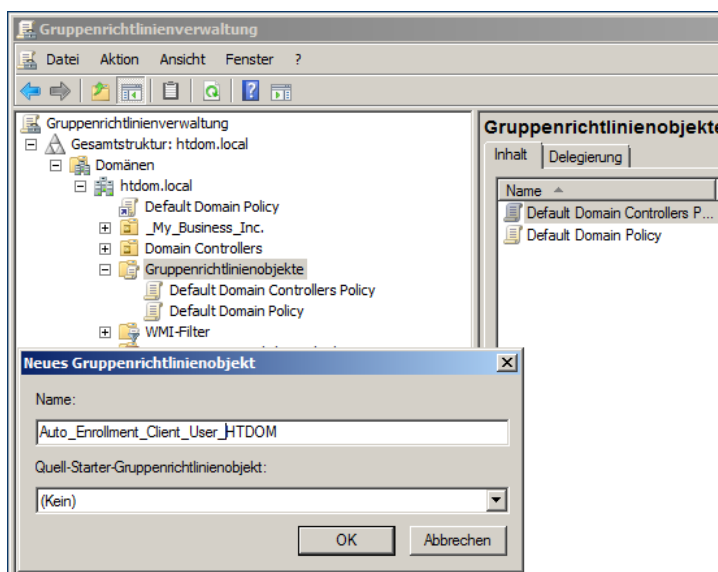 Gruppenrichtlinienverwaltung
Datei Aktion Ansicht Fenster ?
Gruppenrichtlinienverwaltung
Gesamtstruktur: htdom.local
Domänen
htdom.local
Default Domain Policy
_My_Business_Inc.
Domain Controllers
Gruppenrichtlinienobjekte
Default Domain Controllers Policy
Default Domain Policy
WMI-Filter
Gruppenrichtlinienobjekte
Inhalt Delegierung
Name
Default Domain Controllers P...
Default Domain Policy
Neues Gruppenrichtlinienobjekt
Name:
Auto_Enrollment_Client_User_HTDOM
Quell-Starter-Gruppenrichtlinienobjekt:
(Kein)
OK Abbrechen